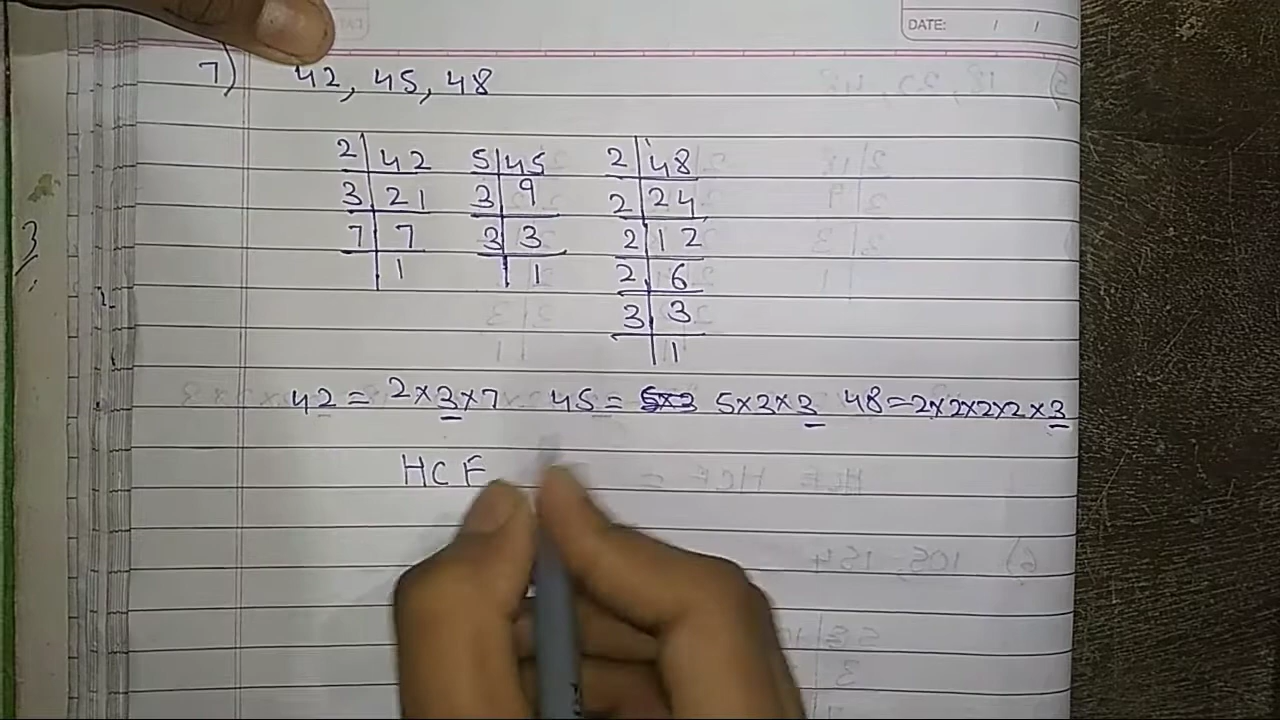 DATE: / /
7) 42, 45, 48
2 42 5 45 2 48
3 21 3 9 2 24
7 7 3 3 2 12
1 1 2 6
3 3
1
42 = 2×3×7 45 = 5×3×3 48=2×2×2×2×3
HCF